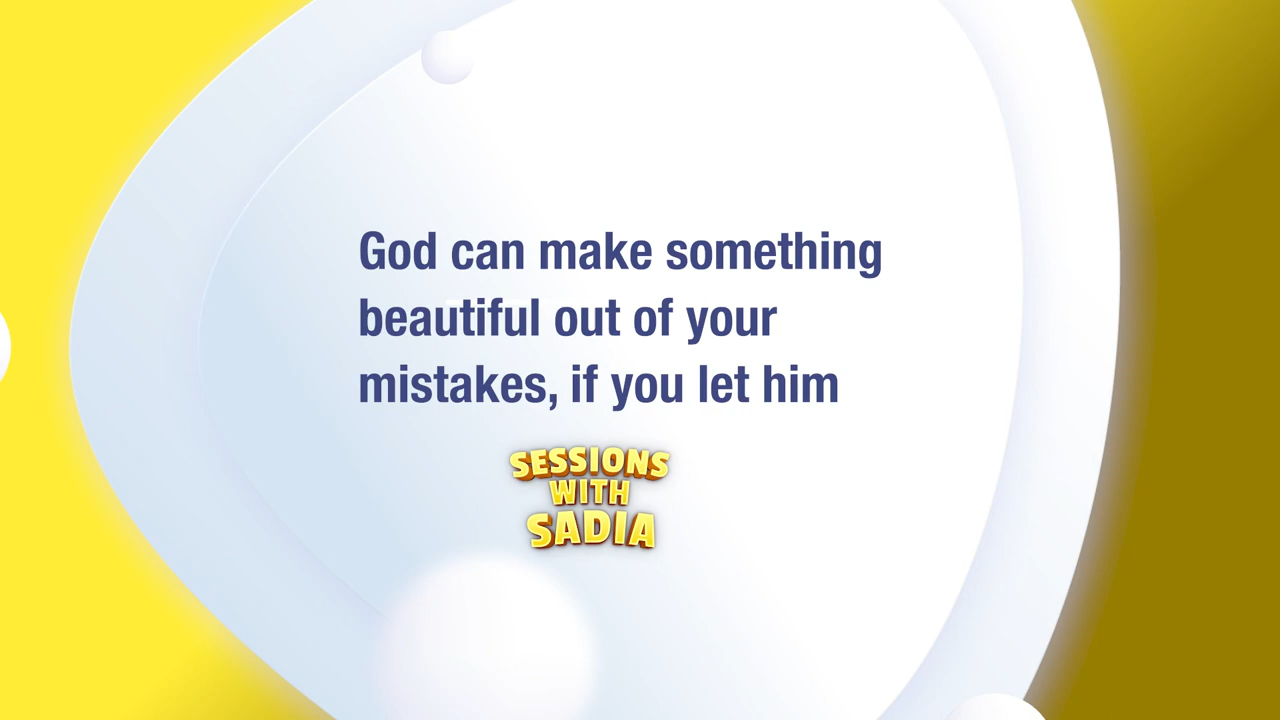 God can make something
beautiful out of your
mistakes, if you let him
SESSIONS
WITH
SADIA